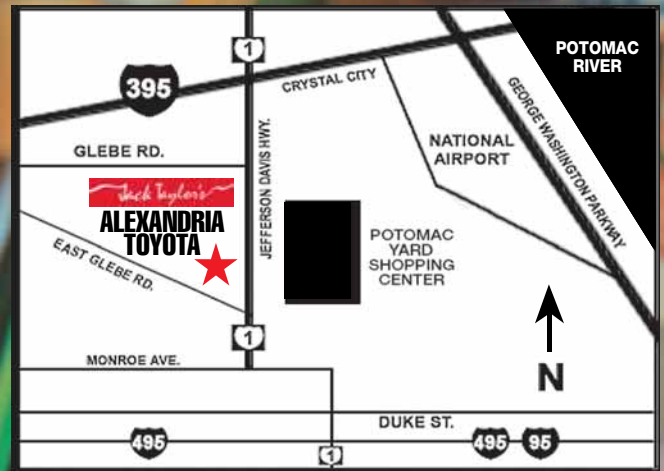 1
POTOMAC
RIVER
395
CRYSTAL CITY
GEORGE WASHINGTON PARKWAY
GLEBE RD.
NATIONAL
AIRPORT
Jack Taylor's
ALEXANDRIA
TOYOTA
JEFFERSON DAVIS HWY.
POTOMAC
YARD
SHOPPING
CENTER
EAST GLEBE RD.
1
MONROE AVE.
N
DUKE ST.
495
1
495
95